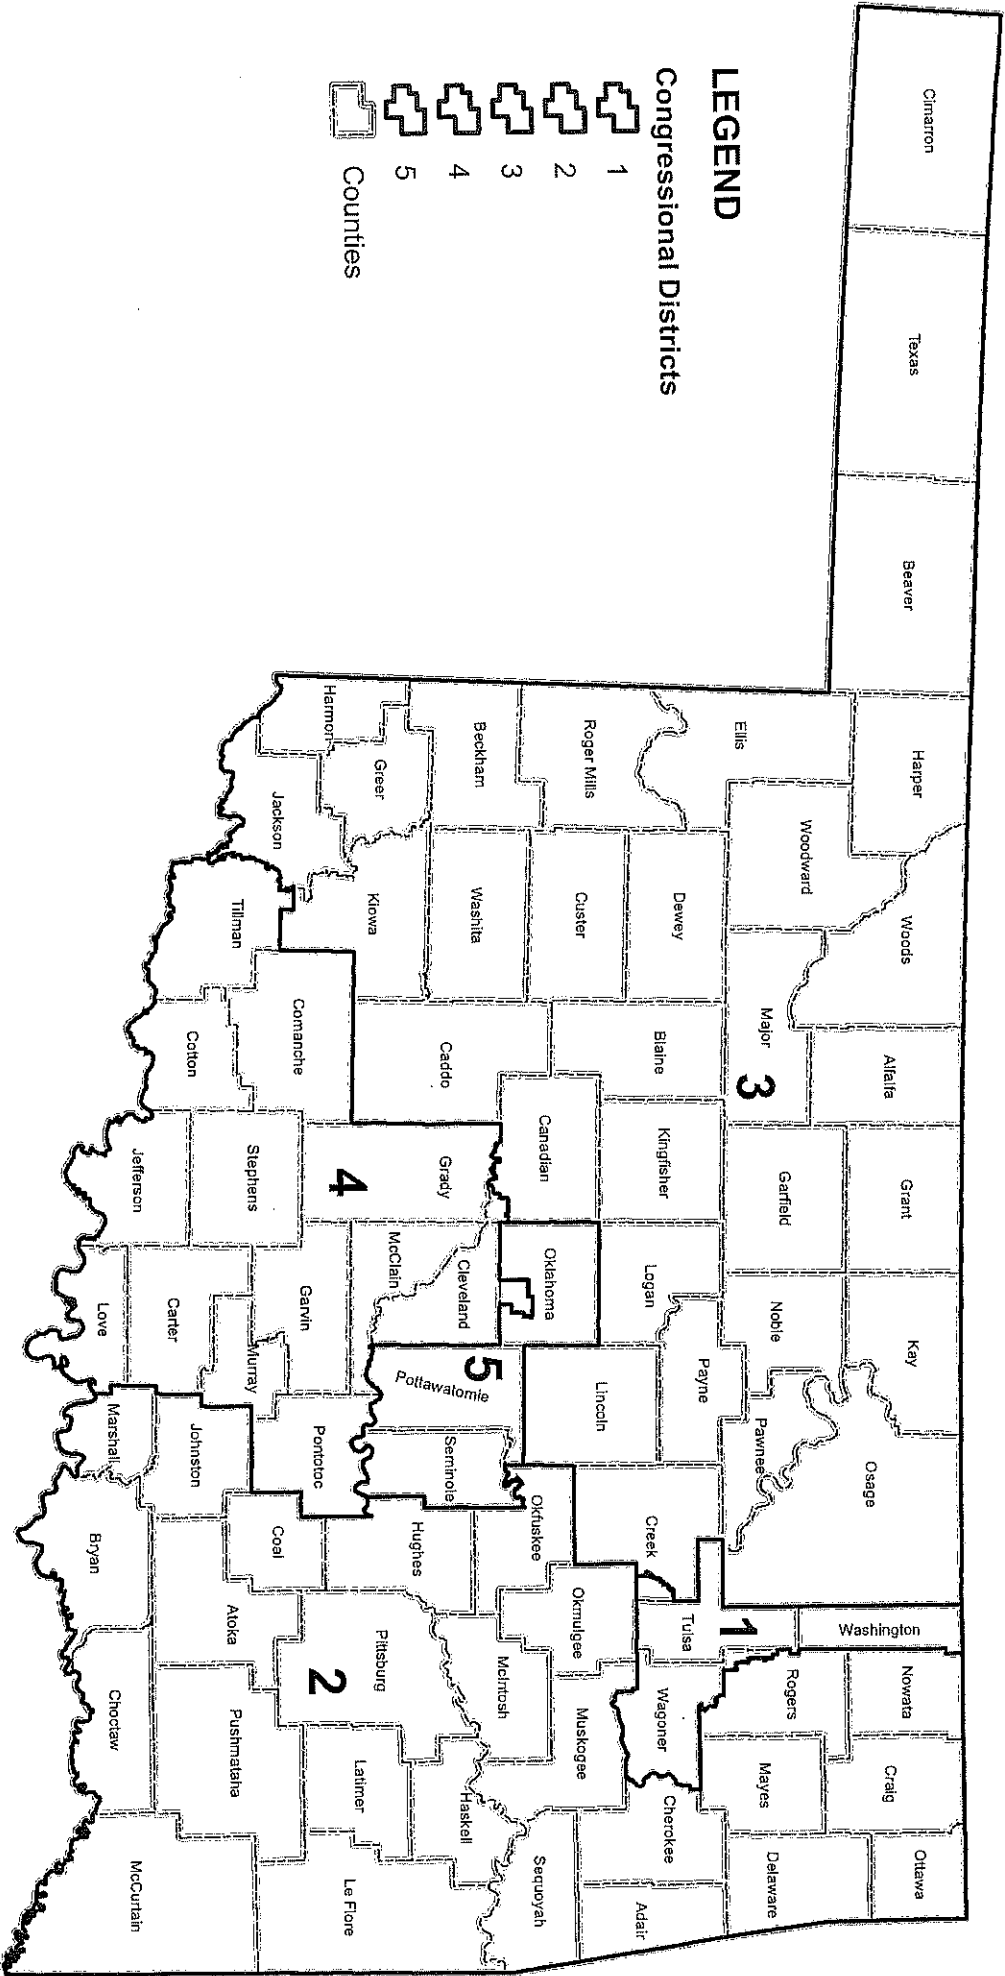 Cimarron
Texas
Beaver
Harper
Woods
Alfalfa
Grant
Kay
Osage
Washington
Nowata
Craig
Ottawa
Ellis
Woodward
Major
3
Garfield
Noble
Pawnee
1
Rogers
Mayes
Delaware
Roger Mills
Dewey
Blaine
Kingfisher
Logan
Payne
Creek
Tulsa
Wagoner
Cherokee
Adair
Beckham
Custer
Washita
Caddo
Canadian
Oklahoma
Lincoln
Okfuskee
Okmulgee
Muskogee
McIntosh
Sequoyah
Haskell
Harmon
Greer
Kiowa
Grady
Cleveland
McClain
5
Pottawatomie
Seminole
Hughes
Pittsburg
2
Latimer
Le Flore
Jackson
Tillman
Comanche
4
Stephens
Garvin
Murray
Pontotoc
Coal
Atoka
Pushmataha
McCurtain
Cotton
Jefferson
Carter
Love
Johnston
Marshall
Bryan
Choctaw
LEGEND
Congressional Districts
1
2
3
4
5
Counties